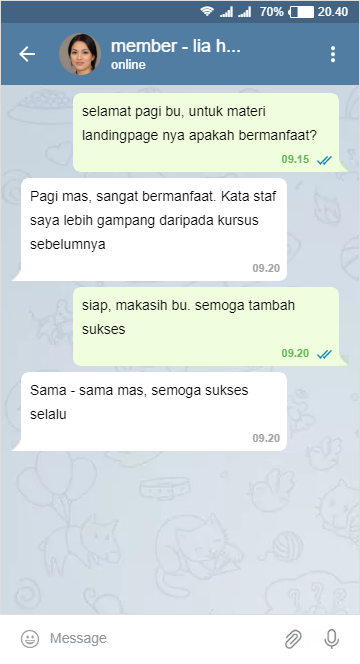 70% 20.40
member - lia h...
online
selamat pagi bu, untuk materi
landingpage nya apakah bermanfaat?
09.15
Pagi mas, sangat bermanfaat. Kata staf
saya lebih gampang daripada kursus
sebelumnya
09.20
siap, makasih bu. semoga tambah
sukses
09.20
Sama - sama mas, semoga sukses
selalu
09.20
Message